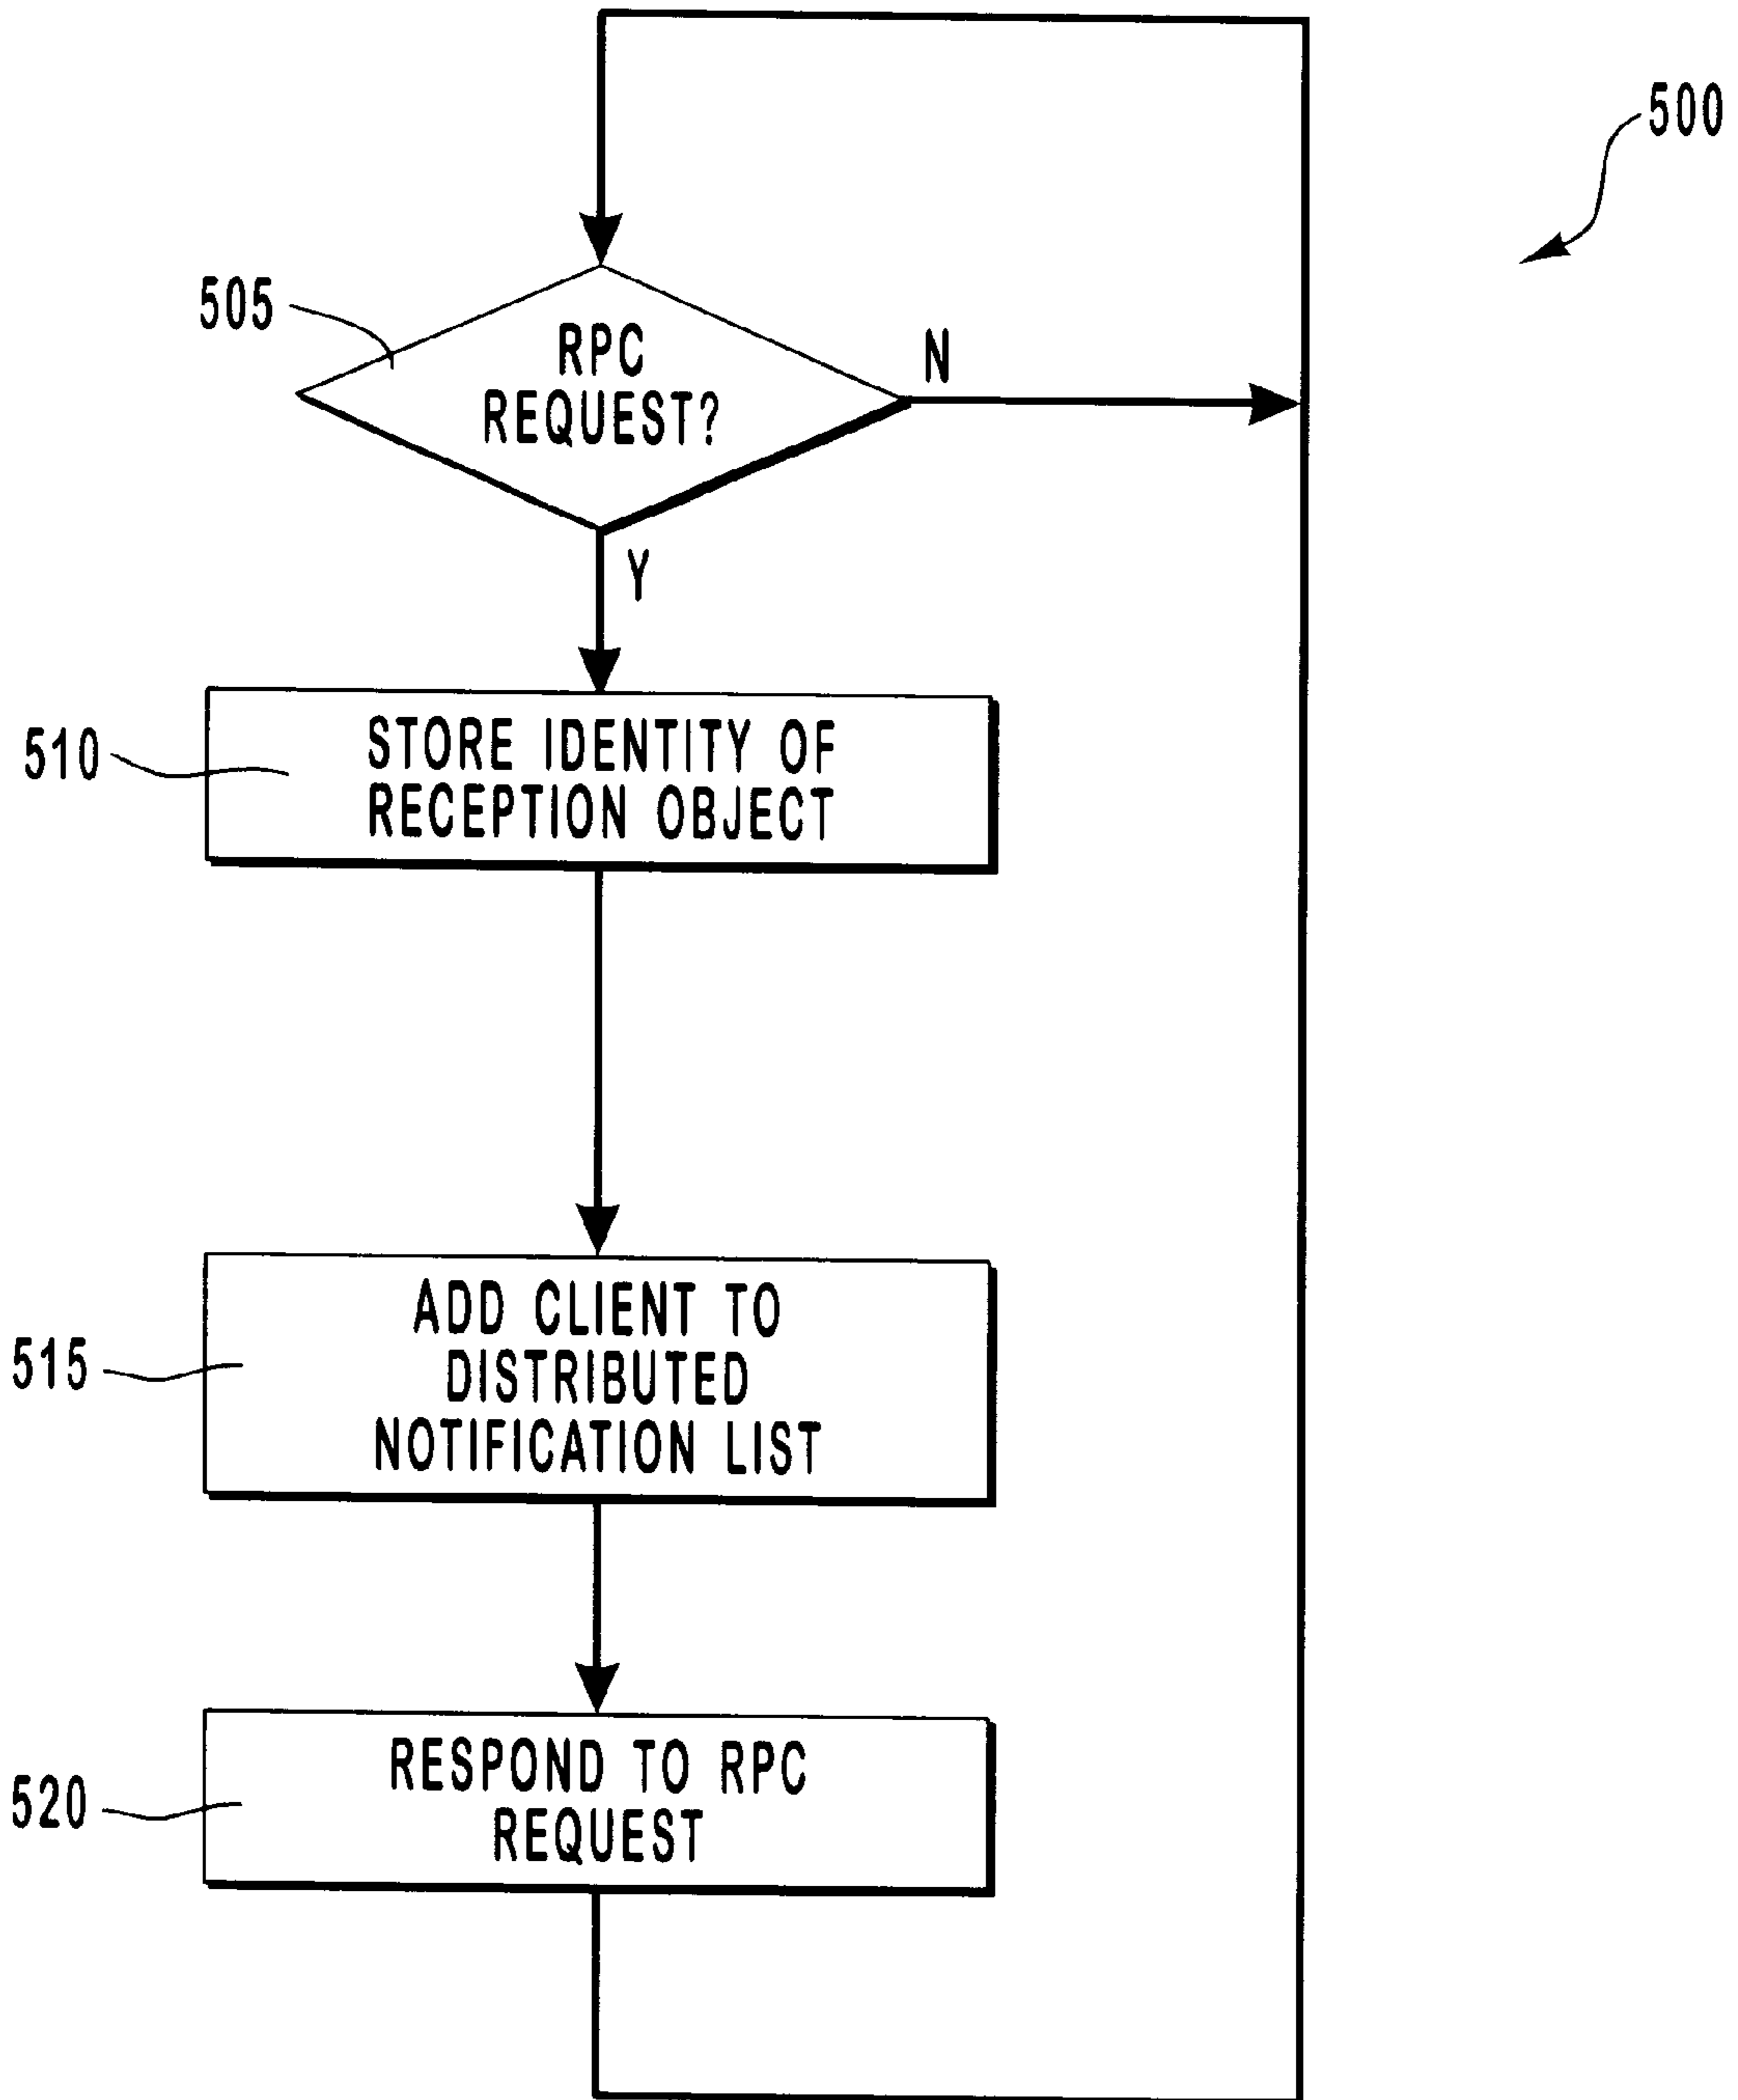 500
505
RPC
REQUEST?
N
Y
510
STORE IDENTITY OF
RECEPTION OBJECT
515
ADD CLIENT TO
DISTRIBUTED
NOTIFICATION LIST
520
RESPOND TO RPC
REQUEST